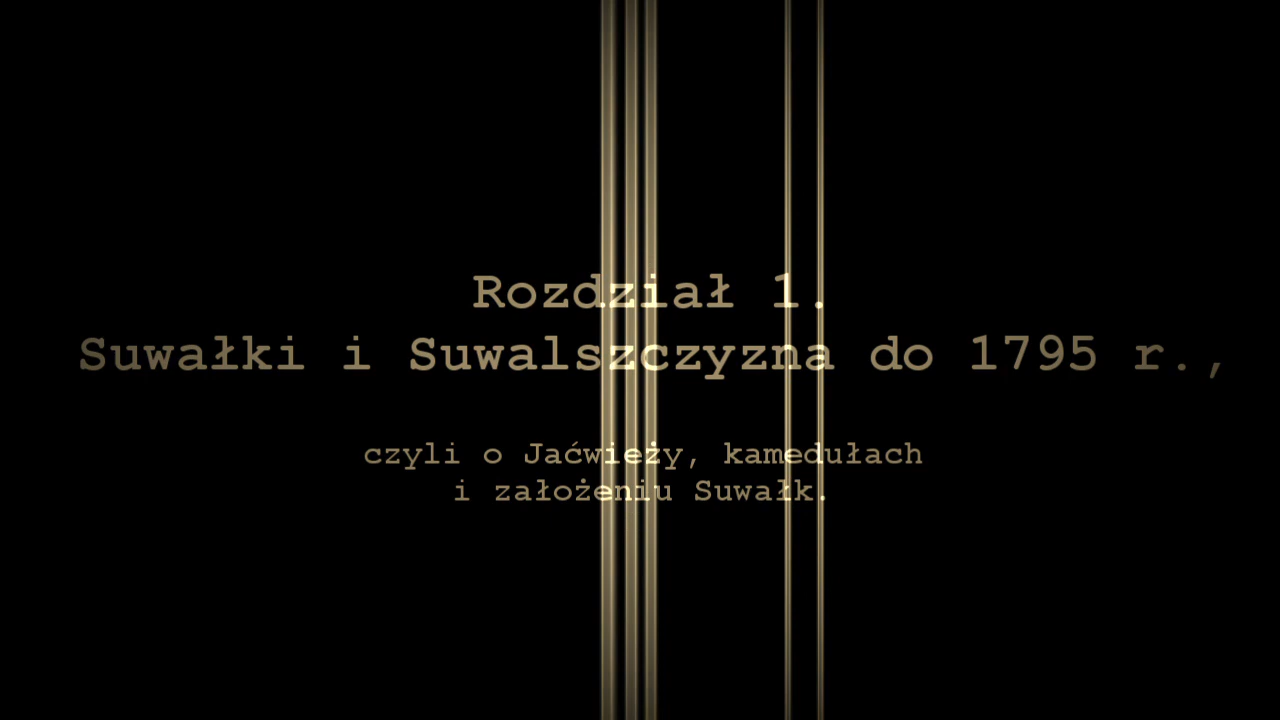 Rozdział 1.
Suwałki i Suwalszczyzna do 1795 r.,
czyli o Jaćwieży, kamedułach
i założeniu Suwałk.